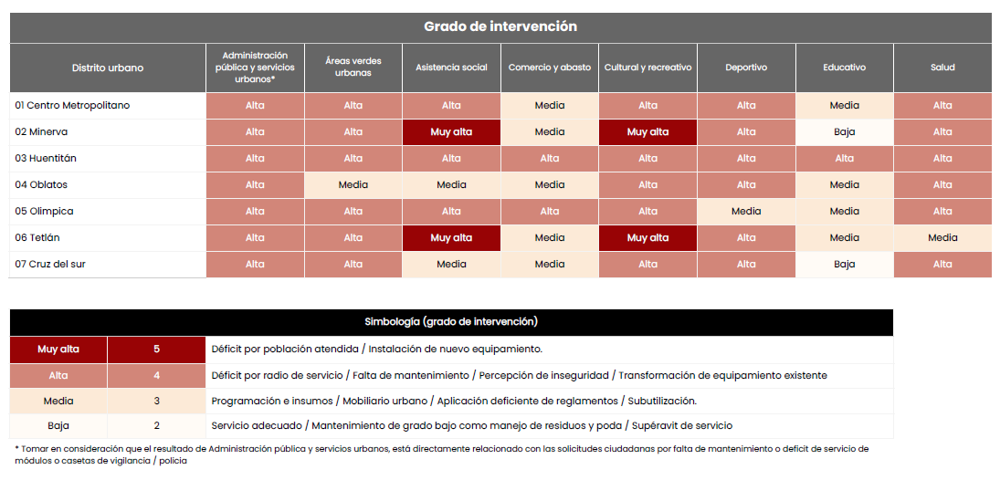 Grado de intervención
Distrito urbano
Administración
pública y servicios
urbanos*
Áreas verdes
urbanas
Asistencia social
Comercio y abasto
Cultural y recreativo
Deportivo
Educativo
Salud
01 Centro Metropolitano Alta Alta Alta Media Alta Alta Media Alta
02 Minerva Alta Alta Muy alta Media Muy alta Alta Baja Alta
03 Huentitán Alta Alta Alta Alta Alta Alta Alta Alta
04 Oblatos Alta Media Media Media Alta Alta Media Alta
05 Olimpica Alta Alta Alta Alta Alta Media Media Alta
06 Tetlán Alta Alta Muy alta Media Muy alta Alta Media Media
07 Cruz del sur Alta Alta Media Media Alta Alta Baja Alta
Simbología (grado de intervención)
Muy alta 5 Déficit por población atendida / Instalación de nuevo equipamiento.
Alta 4 Déficit por radio de servicio / Falta de mantenimiento / Percepción de inseguridad / Transformación de equipamiento existente
Media 3 Programación e insumos / Mobiliario urbano / Aplicación deficiente de reglamentos / Subutilización.
Baja 2 Servicio adecuado / Mantenimiento de grado bajo como manejo de residuos y poda / Supéravit de servicio
* Tomar en consideración que el resultado de Administración pública y servicios urbanos, está directamente relacionado con las solicitudes ciudadanas por falta de mantenimiento o deficit de servicio de
módulos o casetas de vigilancia / policia